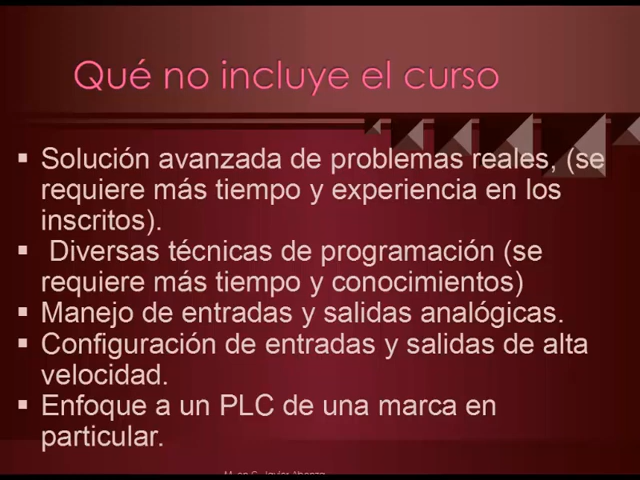 Qué no incluye el curso
▪ Solución avanzada de problemas reales, (se
requiere más tiempo y experiencia en los
inscritos).
▪ Diversas técnicas de programación (se
requiere más tiempo y conocimientos)
▪ Manejo de entradas y salidas analógicas.
▪ Configuración de entradas y salidas de alta
velocidad.
▪ Enfoque a un PLC de una marca en
particular.